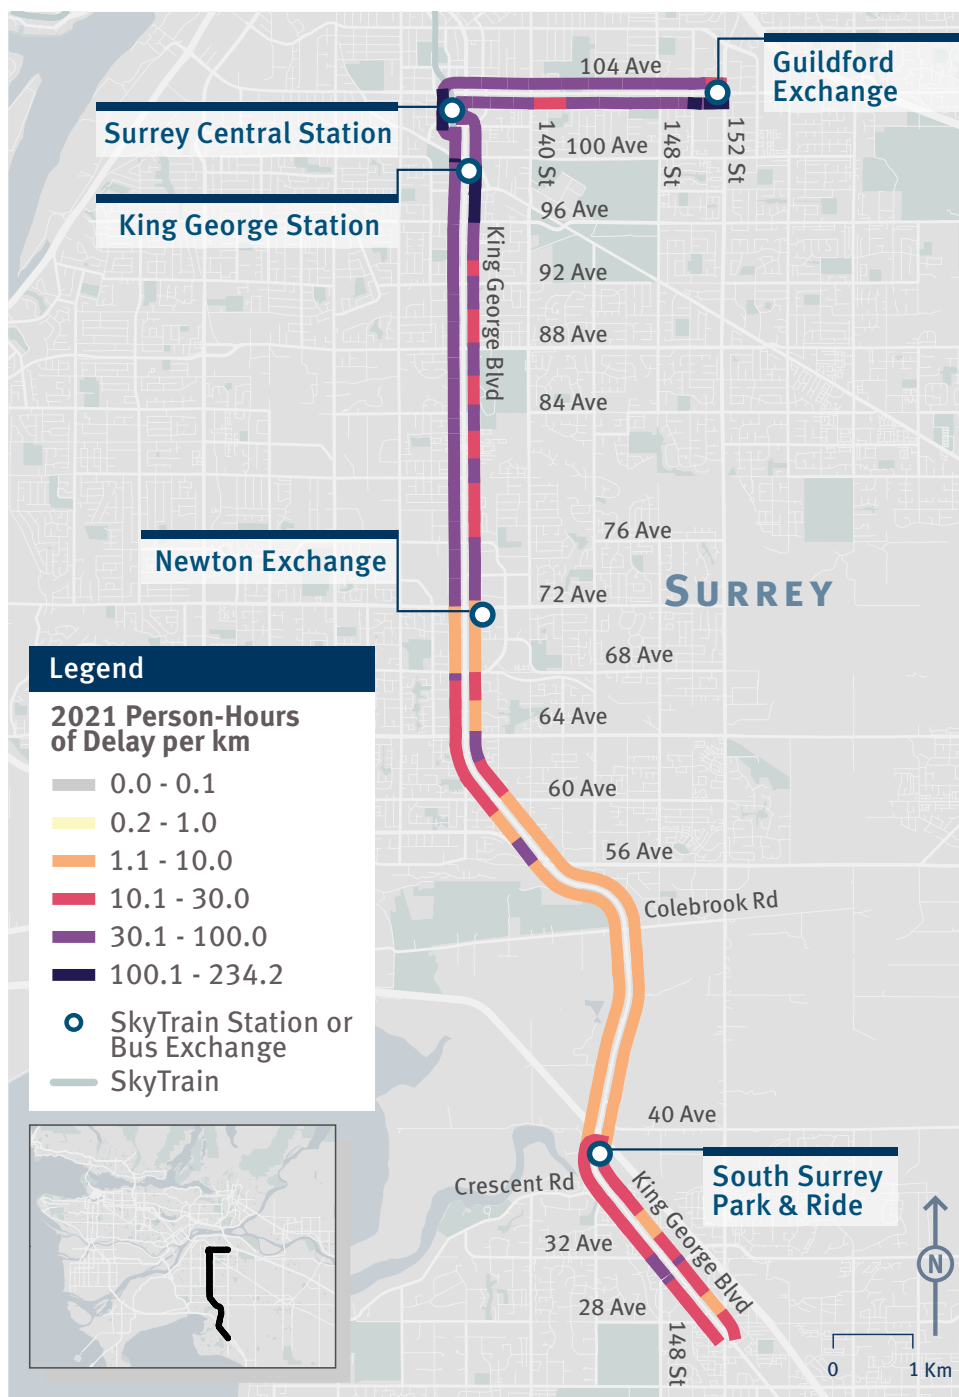 104 Ave
Guildford
Exchange
Surrey Central Station
140 St
100 Ave
148 St
152 St
King George Station
96 Ave
King George Blvd
92 Ave
88 Ave
84 Ave
76 Ave
Newton Exchange
72 Ave
SURREY
68 Ave
64 Ave
60 Ave
56 Ave
Colebrook Rd
Legend
2021 Person-Hours
of Delay per km
0.0 - 0.1
0.2 - 1.0
1.1 - 10.0
10.1 - 30.0
30.1 - 100.0
100.1 - 234.2
SkyTrain Station or
Bus Exchange
SkyTrain
40 Ave
South Surrey
Park & Ride
Crescent Rd
King George Blvd
32 Ave
28 Ave
148 St
N
0 1 Km